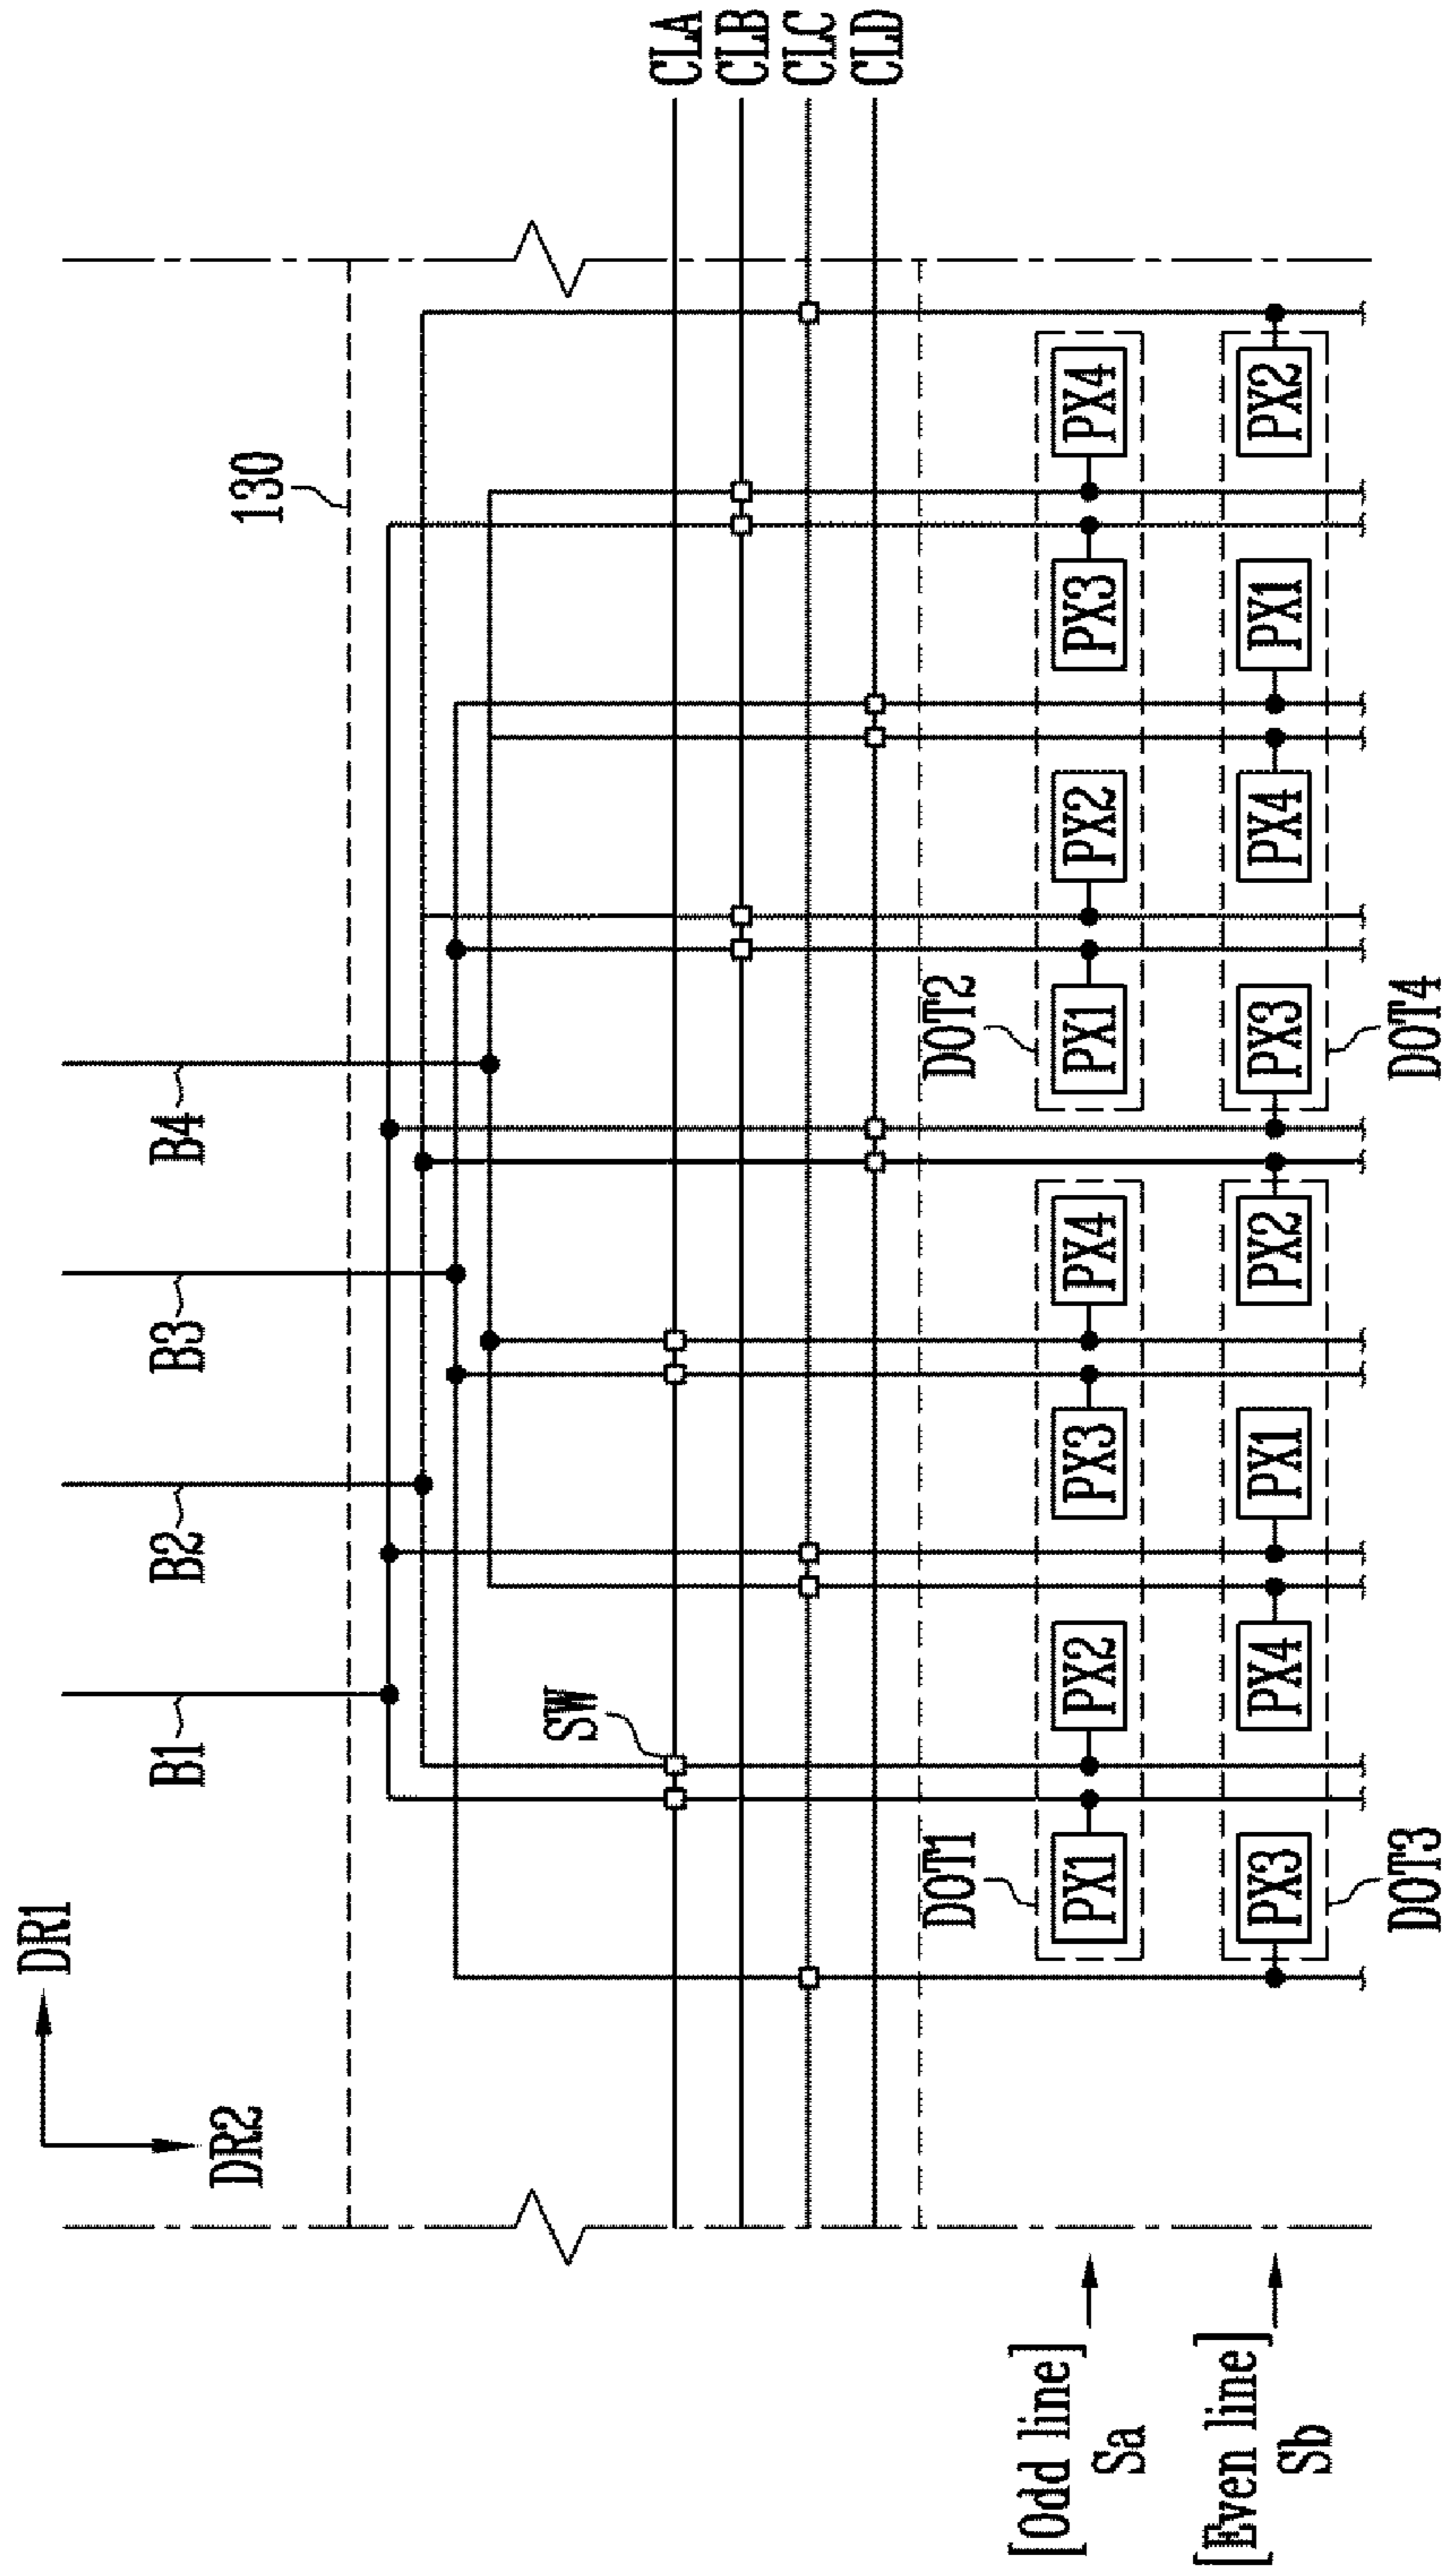 DR1
B1 B2 B3 B4
DR2
130
SW
CLA
CLB
CLC
CLD
DOT1 DOT2
[Odd line]
Sa
PX1 PX2 PX3 PX4 PX1 PX2 PX3 PX4
[Even line]
Sb
PX3 PX4 PX1 PX2 PX3 PX4 PX1 PX2
DOT3 DOT4